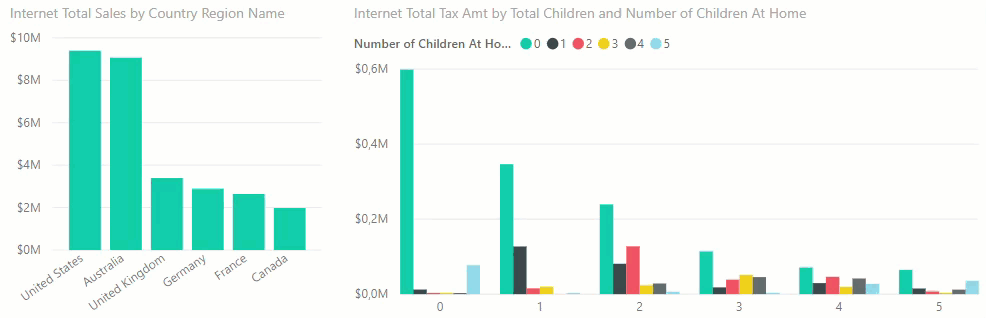 Internet Total Sales by Country Region Name
$10M
$8M
$6M
$4M
$2M
$0M
United States
Australia
United Kingdom
Germany
France
Canada
Internet Total Tax Amt by Total Children and Number of Children At Home
Number of Children At Ho... 0 1 2 3 4 5
$0,6M
$0,4M
$0,2M
$0,0M
0 1 2 3 4 5